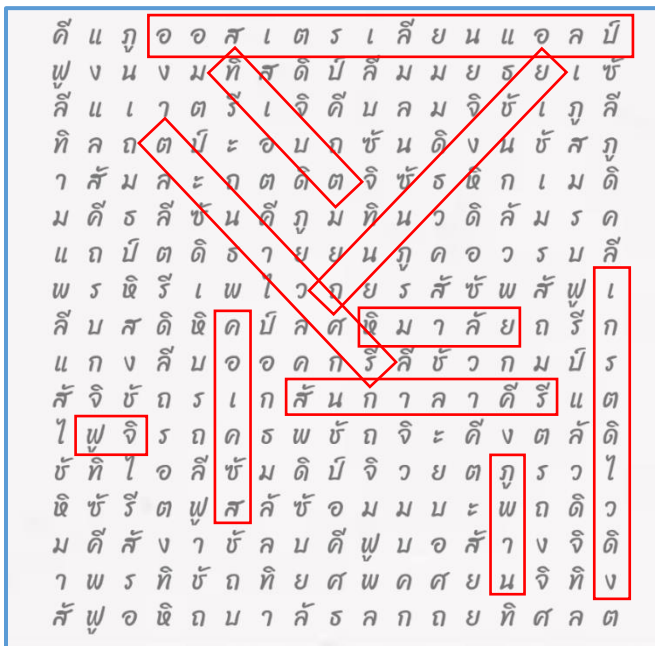 คี แ ภู อ อ ส เ ต ร เ ลี ย น แ อ ล ป์
ฟู ง น ง ม ทิ ส ดิ ป์ ลี ม ม ย ธ ย เ ซั
ลี แ เ า ต รี เ จิ คี บ ล ม จิ ชั เ ภู ลี
ทิ ล ถ ต ป์ ะ อ บ ภ ซั น ดิ ง น ชั ส ภู
า สั ม ส ะ ถ ต ดิ ต จิ ซั ธ หิ ก เ ม ดิ
ม คี ธ ลี ซั น คี ภู ม ทิ น ว ดิ ลั ม ร ค
แ ถ ป์ ต ดิ ธ า ย ย น ภู ค อ ว ร บ ลี
พ ร หิ รี เ พ ไ ว ถ ย ร สั ซั พ สั ฟู เ
ลี บ ส ดิ หิ ค ป์ ส ศ หิ ม า ลั ย ถ รี ก
แ ก ง ลี บ อ อ ค ก รี ลี ชั ว ก ม ป์ ร
สั จิ ชั ถ ร เ ก สั น ก า ล า คี รี แ ต
ไ ฟู จิ ร ถ ค ธ พ ชั ถ จิ ะ คี ง ต ลั ดิ
ชั ทิ ไ อ ลี ซั ม ดิ ป์ จิ ว ย ต ภู ร ว ไ
หิ ซั รี ต ฟู ส ลั ซั อ ม ม บ ะ พ ถ ดิ ว
ม คี สั ง า ชั ล บ คี ฟู บ อ สั า ง จิ ดิ
า พ ร ทิ ชั ถ ทิ ย ศ พ ค ศ ย น จิ ทิ ง
สั ฟู อ หิ ถ บ า ลั ธ ล ก ถ ย ทิ ศ ล ต